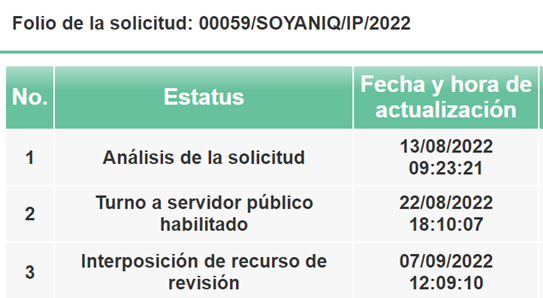 Folio de la solicitud: 00059/SOYANIQ/IP/2022
No. Estatus Fecha y hora de
actualización
1 Análisis de la solicitud 13/08/2022
09:23:21
2 Turno a servidor público 22/08/2022
habilitado 18:10:07
3 Interposición de recurso de 07/09/2022
revisión 12:09:10